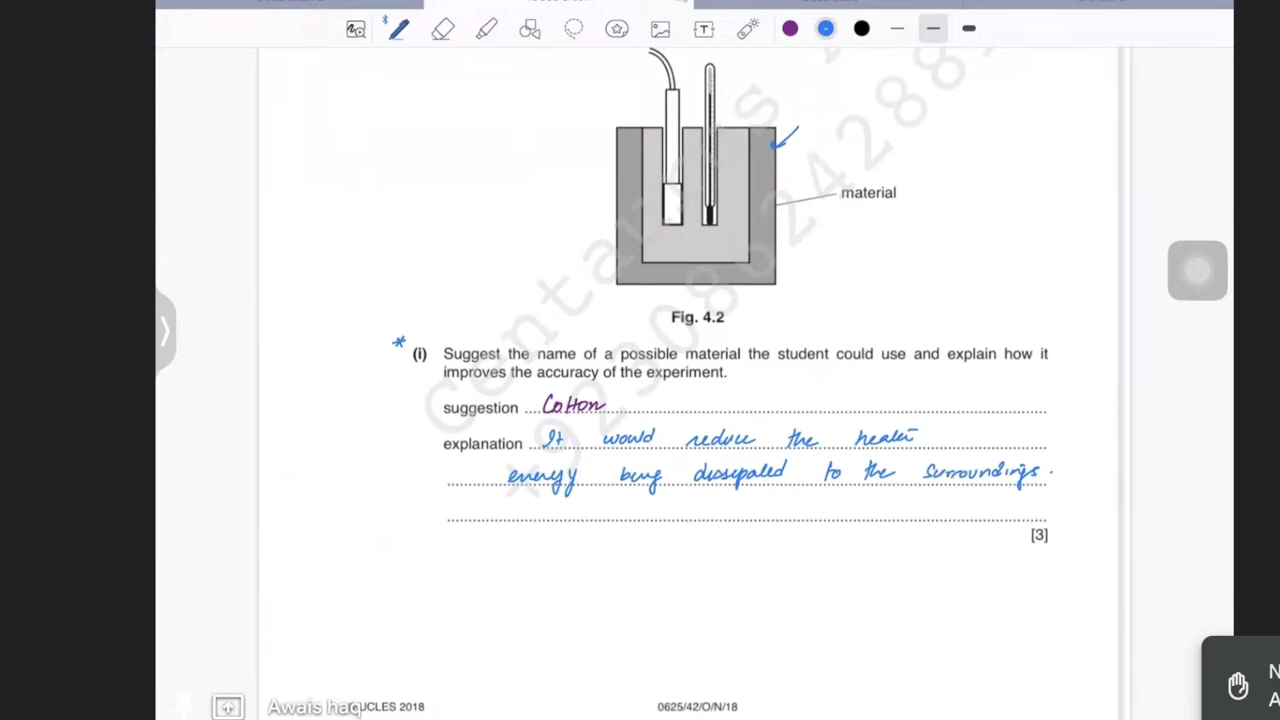 material
Fig. 4.2
* (i) Suggest the name of a possible material the student could use and explain how it
improves the accuracy of the experiment.
suggestion Cotton
explanation It would reduce the heat
energy being dissepated to the surroundings.
[3]
Awais haq
UCLES 2018
0625/42/O/N/18